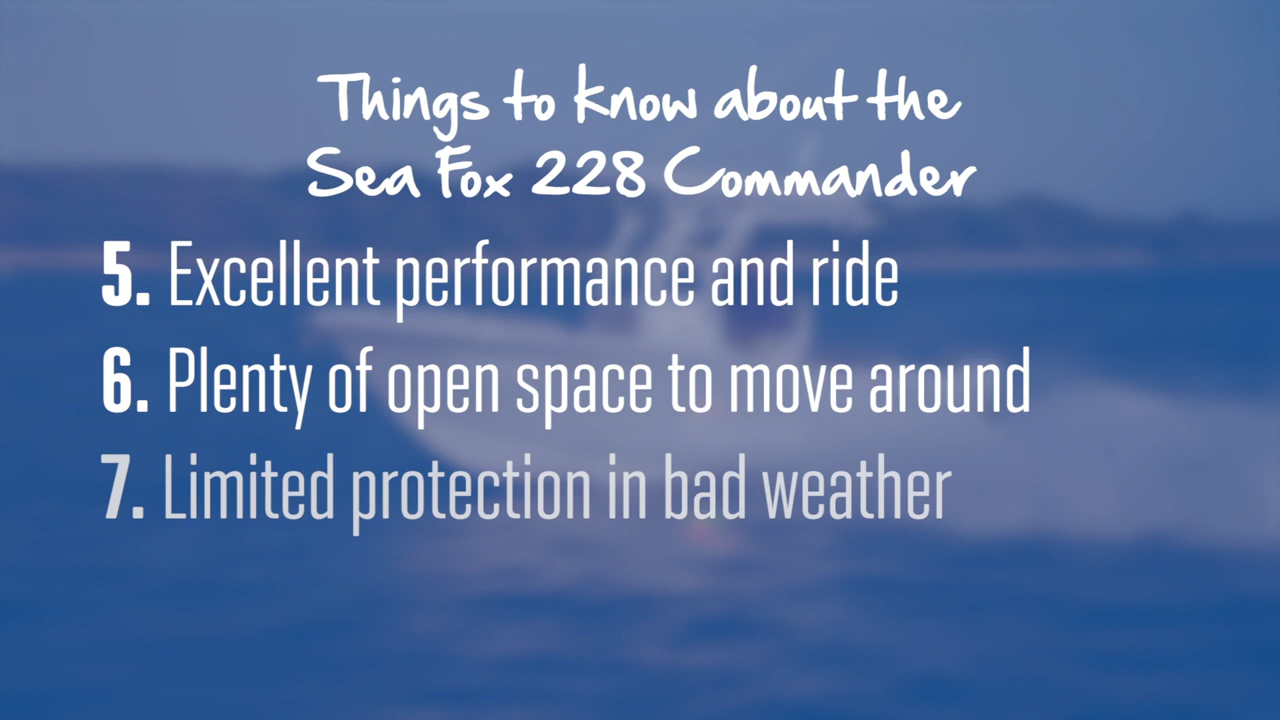 Things to know about the
Sea Fox 228 Commander
5. Excellent performance and ride
6. Plenty of open space to move around
7. Limited protection in bad weather